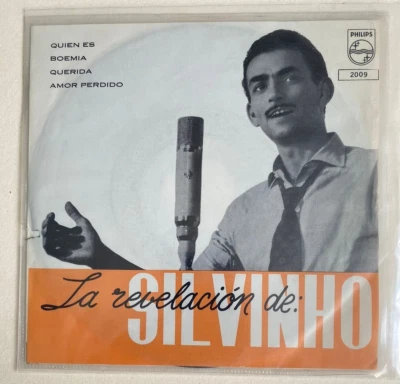 QUIEN ES
BOEMIA
QUERIDA
AMOR PERDIDO
PHILIPS
2009
La revelación de:
SILVINHO